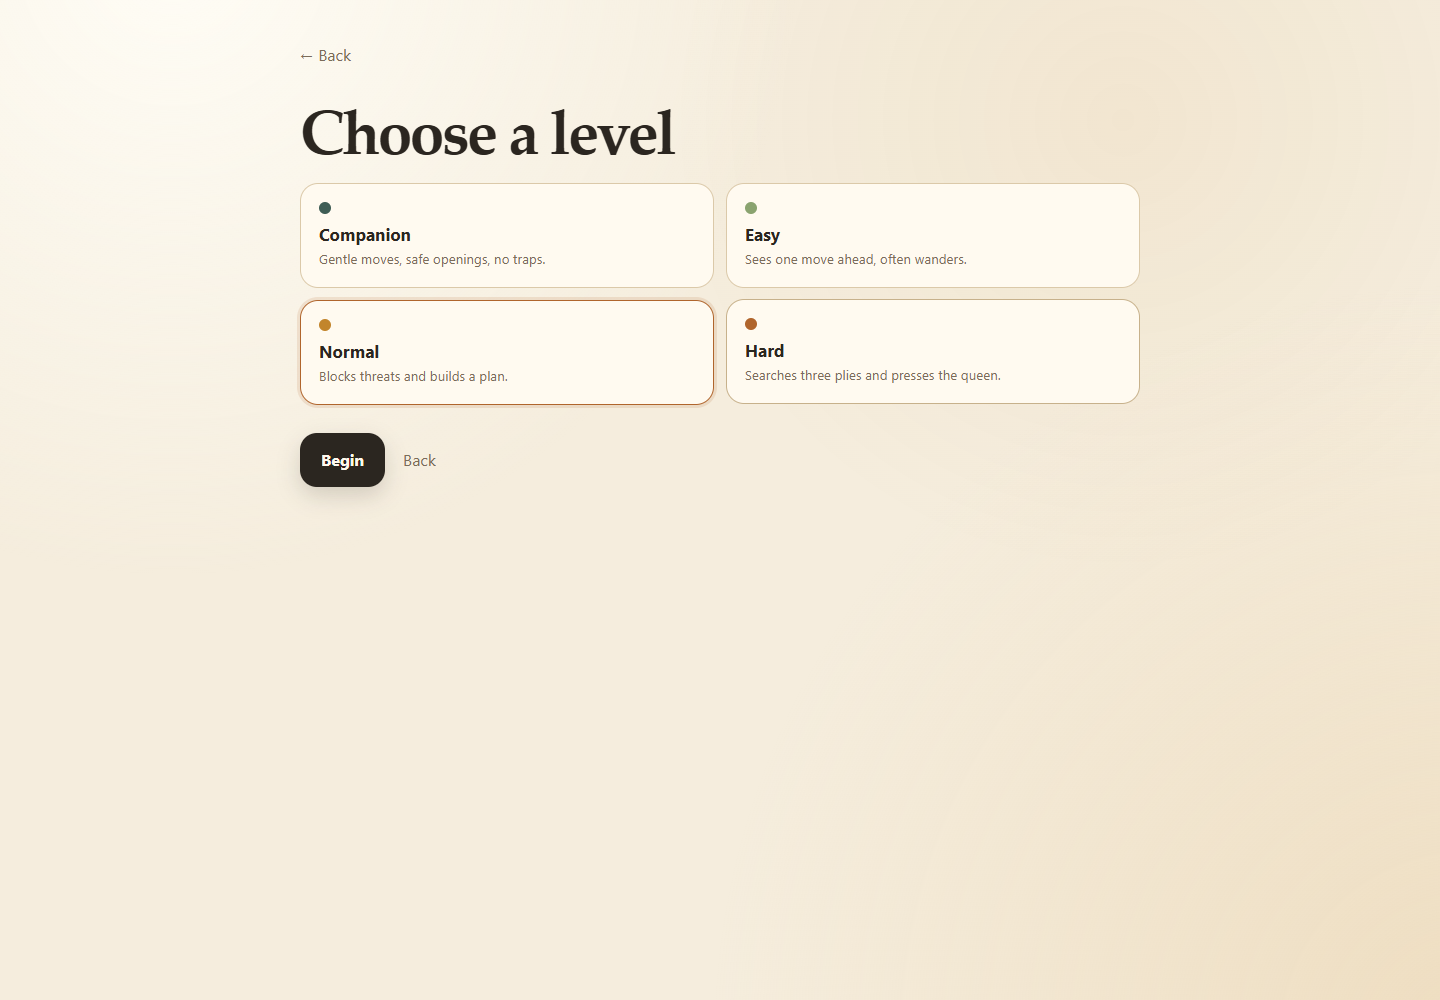 ← Back
Choose a level
Companion
Gentle moves, safe openings, no traps.
Easy
Sees one move ahead, often wanders.
Normal
Blocks threats and builds a plan.
Hard
Searches three plies and presses the queen.
Begin
Back